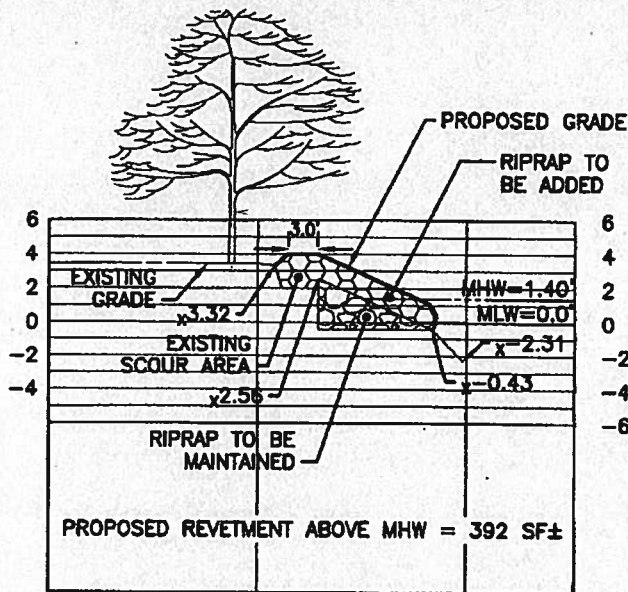 PROPOSED GRADE
RIPRAP TO
BE ADDED
3.0'
6
4
2
0
-2
-4
6
4
2
0
-2
-4
-6
EXISTING
GRADE
MHW=1.40'
MLW=0.0'
x3.32
EXISTING
SCOUR AREA
x-2.31
x2.56
x-0.43
RIPRAP TO BE
MAINTAINED
PROPOSED REVETMENT ABOVE MHW = 392 SF±